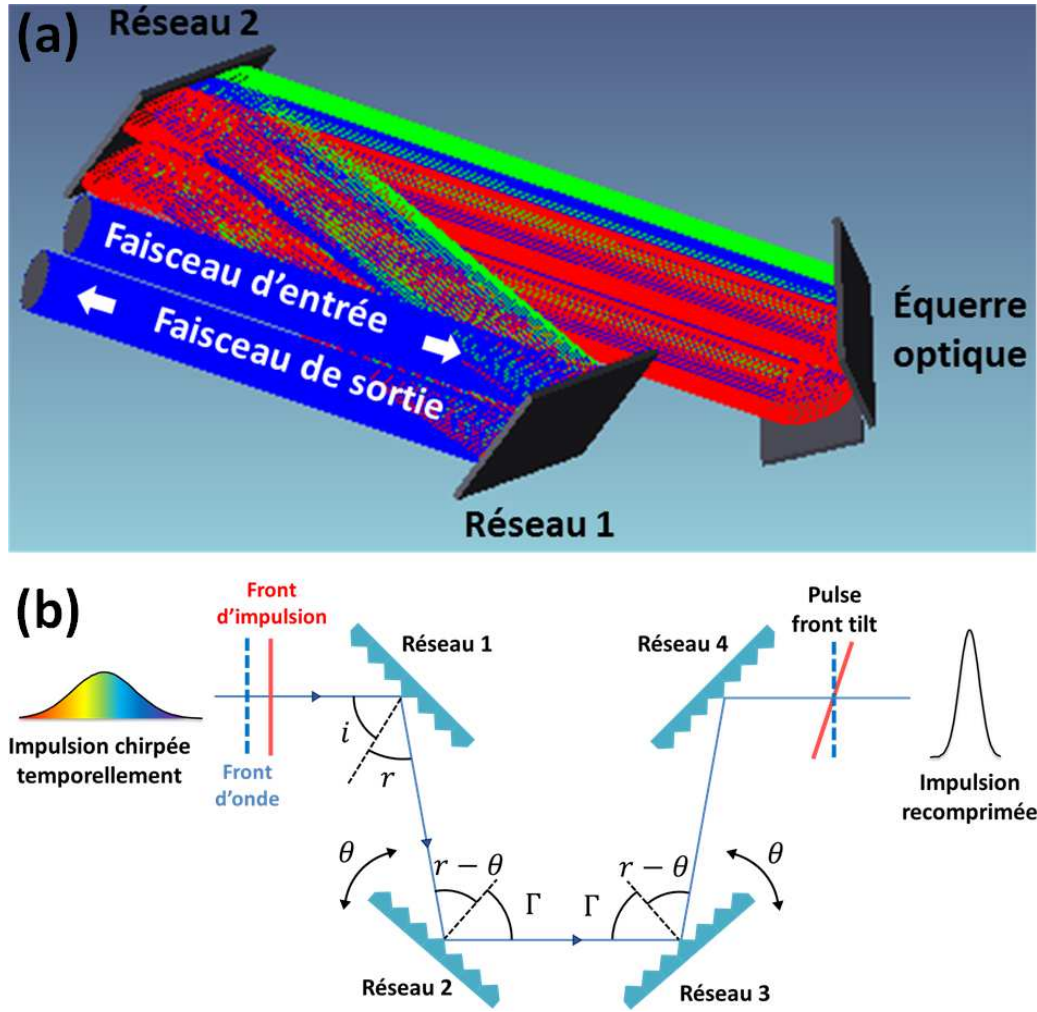 (a)
Réseau 2
Faisceau d'entrée
Faisceau de sortie
Équerre
optique
Réseau 1
(b)
Front
d'impulsion
Réseau 1
Réseau 4
Pulse
front tilt
Impulsion chirpée
temporellement
Front
d'onde
i
r
Impulsion
recomprimée
θ
r − θ
Γ
Γ
r − θ
θ
Réseau 2
Réseau 3